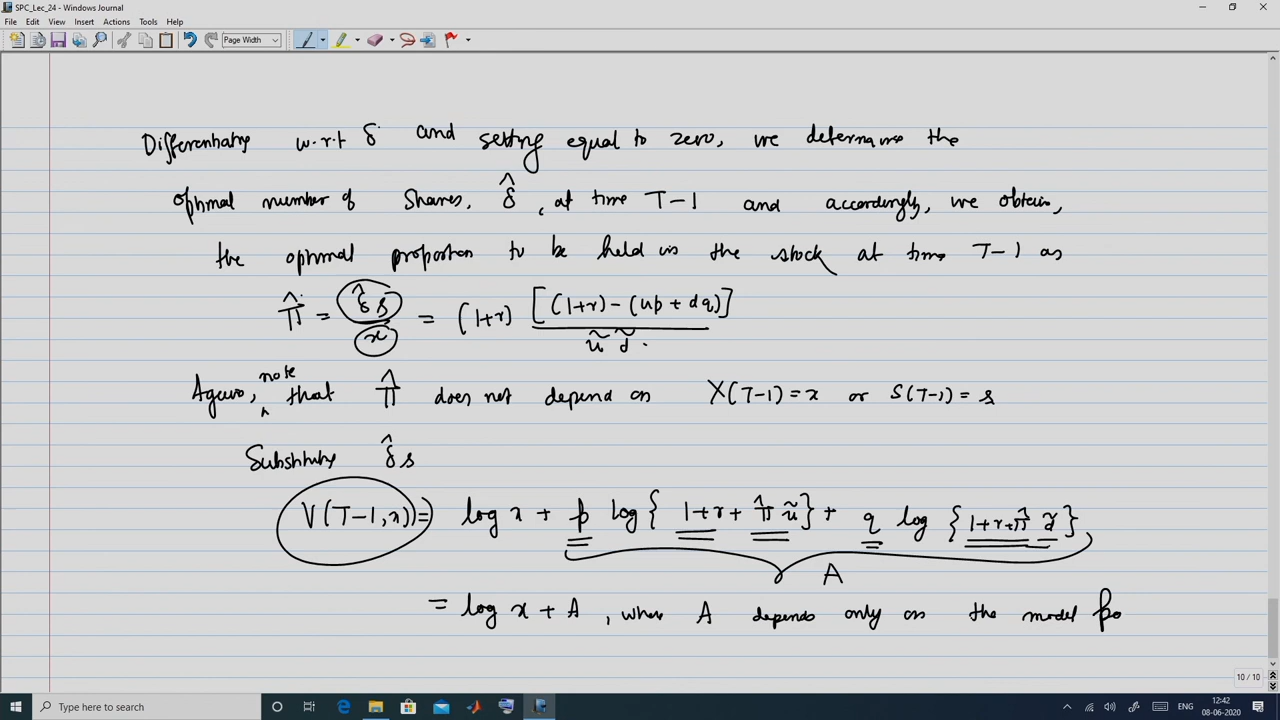 SPC_Lec_24 - Windows Journal
File Edit View Insert Actions Tools Help
Page Width
Differentiating w.r.t δ and setting equal to zero, we determine the
optimal number of shares, δ̂, at time T-1 and accordingly, we obtain,
the optimal proportion to be held in the stock at time T-1 as
π̂ = δ̂s/x = (1+r) [(1+r) - (up + dq)] / ũ d̃ .
Again, note that π̂ does not depend on X(T-1)=x or S(T-1)=s
Substitute δ̂s
V(T-1,x) = log x + p log{1+r+ π̂ ũ} + q log {1+r+π̂ d̃}
A
= log x + A , where A depends only on the model pa
10 / 10
Type here to search
ENG
12:42
08-06-2020